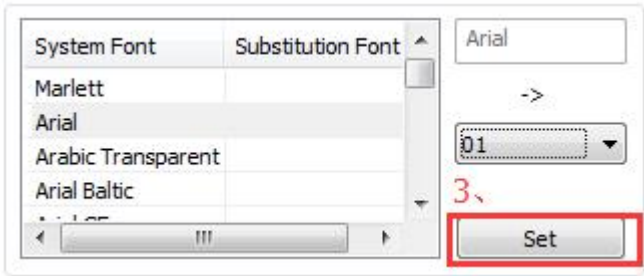 System Font Substitution Font
Marlett
Arial
Arabic Transparent
Arial Baltic
Arial
->
01
3、
Set